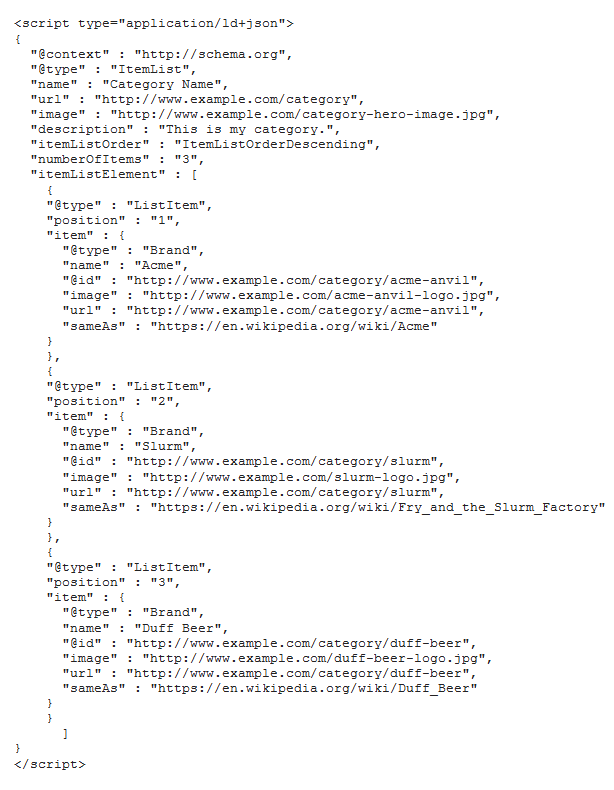 <script type="application/ld+json">
{
  "@context" : "http://schema.org",
  "@type" : "ItemList",
  "name" : "Category Name",
  "url" : "http://www.example.com/category",
  "image" : "http://www.example.com/category-hero-image.jpg",
  "description" : "This is my category.",
  "itemListOrder" : "ItemListOrderDescending",
  "numberOfItems" : "3",
  "itemListElement" : [
    {
    "@type" : "ListItem",
    "position" : "1",
    "item" : {
      "@type" : "Brand",
      "name" : "Acme",
      "@id" : "http://www.example.com/category/acme-anvil",
      "image" : "http://www.example.com/acme-anvil-logo.jpg",
      "url" : "http://www.example.com/category/acme-anvil",
      "sameAs" : "https://en.wikipedia.org/wiki/Acme"
    }
    },
    {
    "@type" : "ListItem",
    "position" : "2",
    "item" : {
      "@type" : "Brand",
      "name" : "Slurm",
      "@id" : "http://www.example.com/category/slurm",
      "image" : "http://www.example.com/slurm-logo.jpg",
      "url" : "http://www.example.com/category/slurm",
      "sameAs" : "https://en.wikipedia.org/wiki/Fry_and_the_Slurm_Factory"
    }
    },
    {
    "@type" : "ListItem",
    "position" : "3",
    "item" : {
      "@type" : "Brand",
      "name" : "Duff Beer",
      "@id" : "http://www.example.com/category/duff-beer",
      "image" : "http://www.example.com/duff-beer-logo.jpg",
      "url" : "http://www.example.com/category/duff-beer",
      "sameAs" : "https://en.wikipedia.org/wiki/Duff_Beer"
    }
    }
      ]
}
</script>